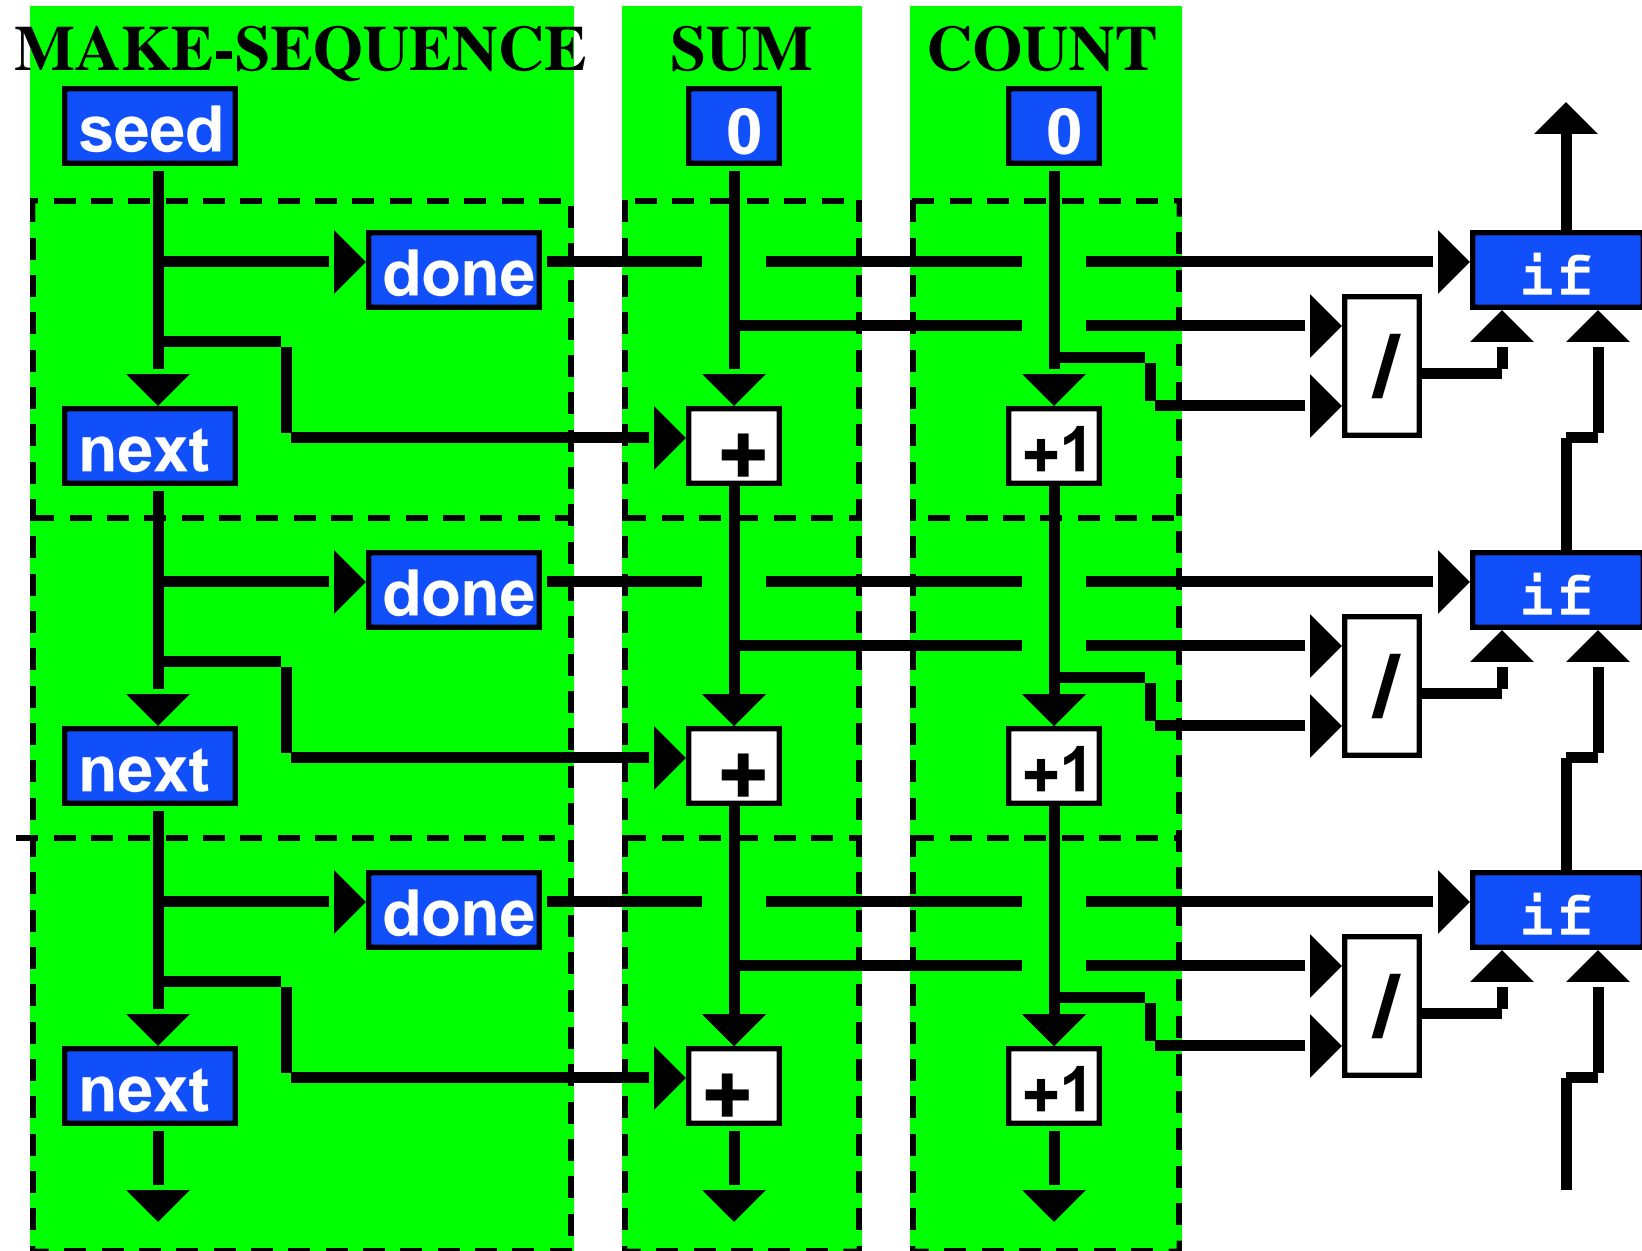 MAKE-SEQUENCE SUM COUNT
seed 0 0
done if
/
next + +1
done if
/
next + +1
done if
/
next + +1